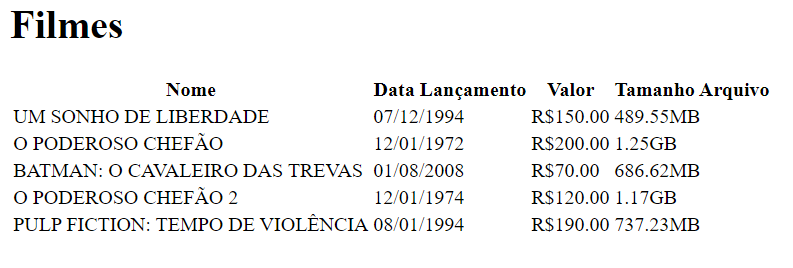 Filmes
Nome Data Lançamento Valor Tamanho Arquivo
UM SONHO DE LIBERDADE 07/12/1994 R$150.00 489.55MB
O PODEROSO CHEFÃO 12/01/1972 R$200.00 1.25GB
BATMAN: O CAVALEIRO DAS TREVAS 01/08/2008 R$70.00 686.62MB
O PODEROSO CHEFÃO 2 12/01/1974 R$120.00 1.17GB
PULP FICTION: TEMPO DE VIOLÊNCIA 08/01/1994 R$190.00 737.23MB